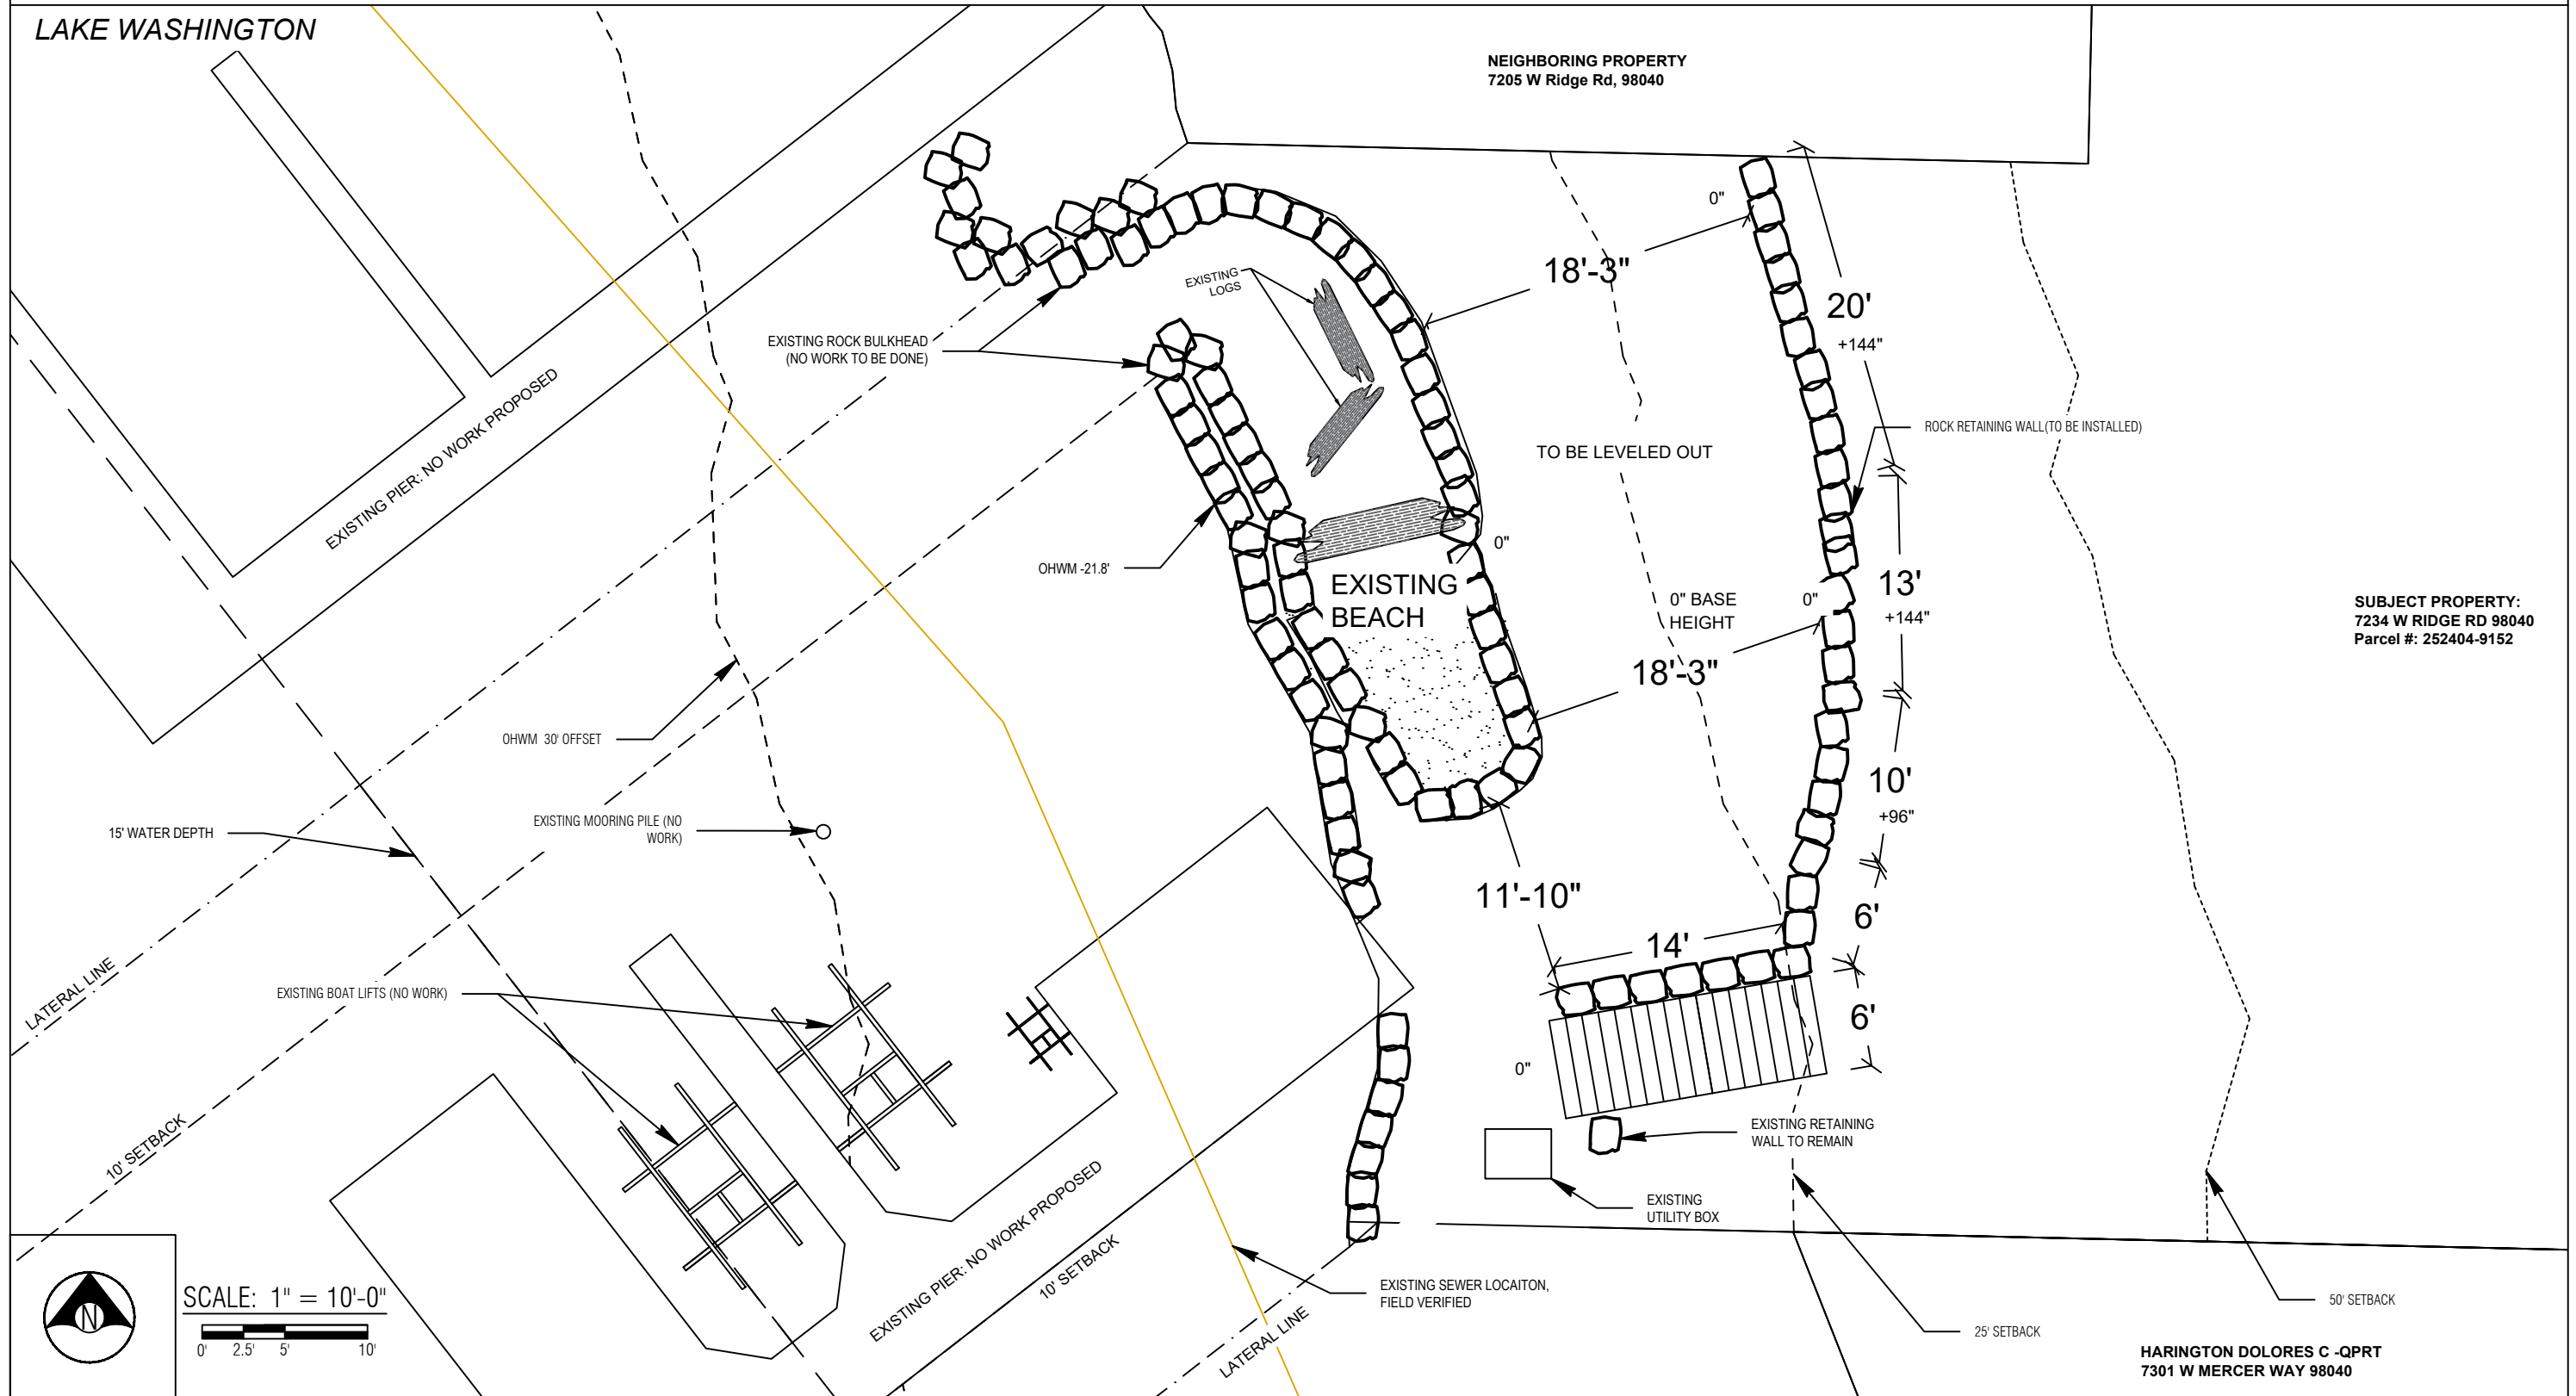 LAKE WASHINGTON
NEIGHBORING PROPERTY
7205 W Ridge Rd, 98040
0"
18'-3"
EXISTING
LOGS
20'
+144"
EXISTING ROCK BULKHEAD
(NO WORK TO BE DONE)
EXISTING PIER: NO WORK PROPOSED
ROCK RETAINING WALL(TO BE INSTALLED)
TO BE LEVELED OUT
0"
OHWM -21.8'
EXISTING
BEACH
0" BASE
HEIGHT
0"
13'
+144"
SUBJECT PROPERTY:
7234 W RIDGE RD 98040
Parcel #: 252404-9152
18'-3"
OHWM 30' OFFSET
10'
+96"
EXISTING MOORING PILE (NO
WORK)
15' WATER DEPTH
11'-10"
6'
14'
LATERAL LINE
EXISTING BOAT LIFTS (NO WORK)
6'
0"
10' SETBACK
EXISTING RETAINING
WALL TO REMAIN
EXISTING
UTILITY BOX
EXISTING PIER: NO WORK PROPOSED
10' SETBACK
EXISTING SEWER LOCAITON,
FIELD VERIFIED
LATERAL LINE
50' SETBACK
25' SETBACK
HARINGTON DOLORES C -QPRT
7301 W MERCER WAY 98040
N
SCALE: 1" = 10'-0"
0' 2.5' 5' 10'